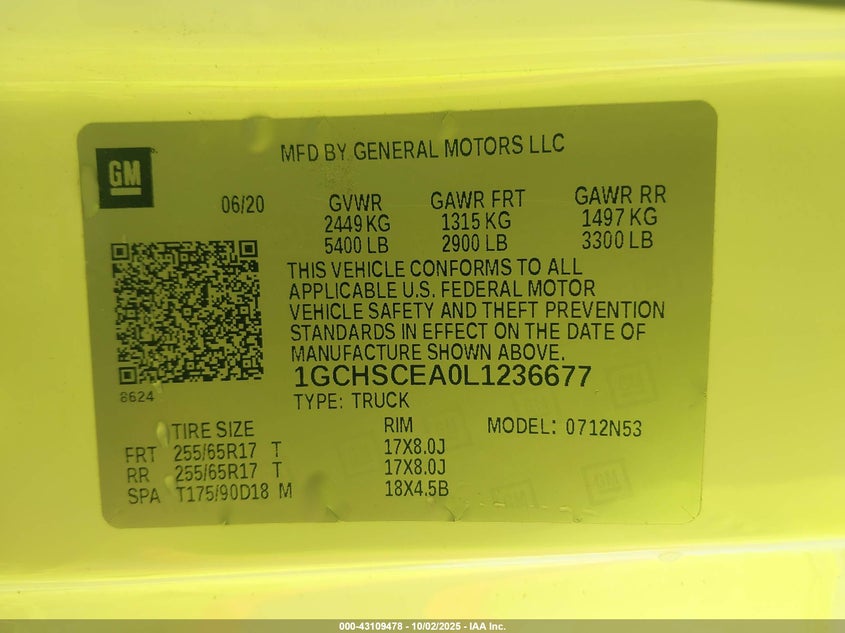 GM
MFD BY GENERAL MOTORS LLC
06/20
GVWR GAWR FRT GAWR RR
2449 KG 1315 KG 1497 KG
5400 LB 2900 LB 3300 LB
THIS VEHICLE CONFORMS TO ALL
APPLICABLE U.S. FEDERAL MOTOR
VEHICLE SAFETY AND THEFT PREVENTION
STANDARDS IN EFFECT ON THE DATE OF
MANUFACTURE SHOWN ABOVE.
1GCHSCEA0L1236677
8624
TYPE: TRUCK
TIRE SIZE RIM MODEL: 0712N53
FRT 255/65R17 T 17X8.0J
RR 255/65R17 T 17X8.0J
SPA T175/90D18 M 18X4.5B
GM
000-43109478 - 10/02/2025 - IAA Inc.